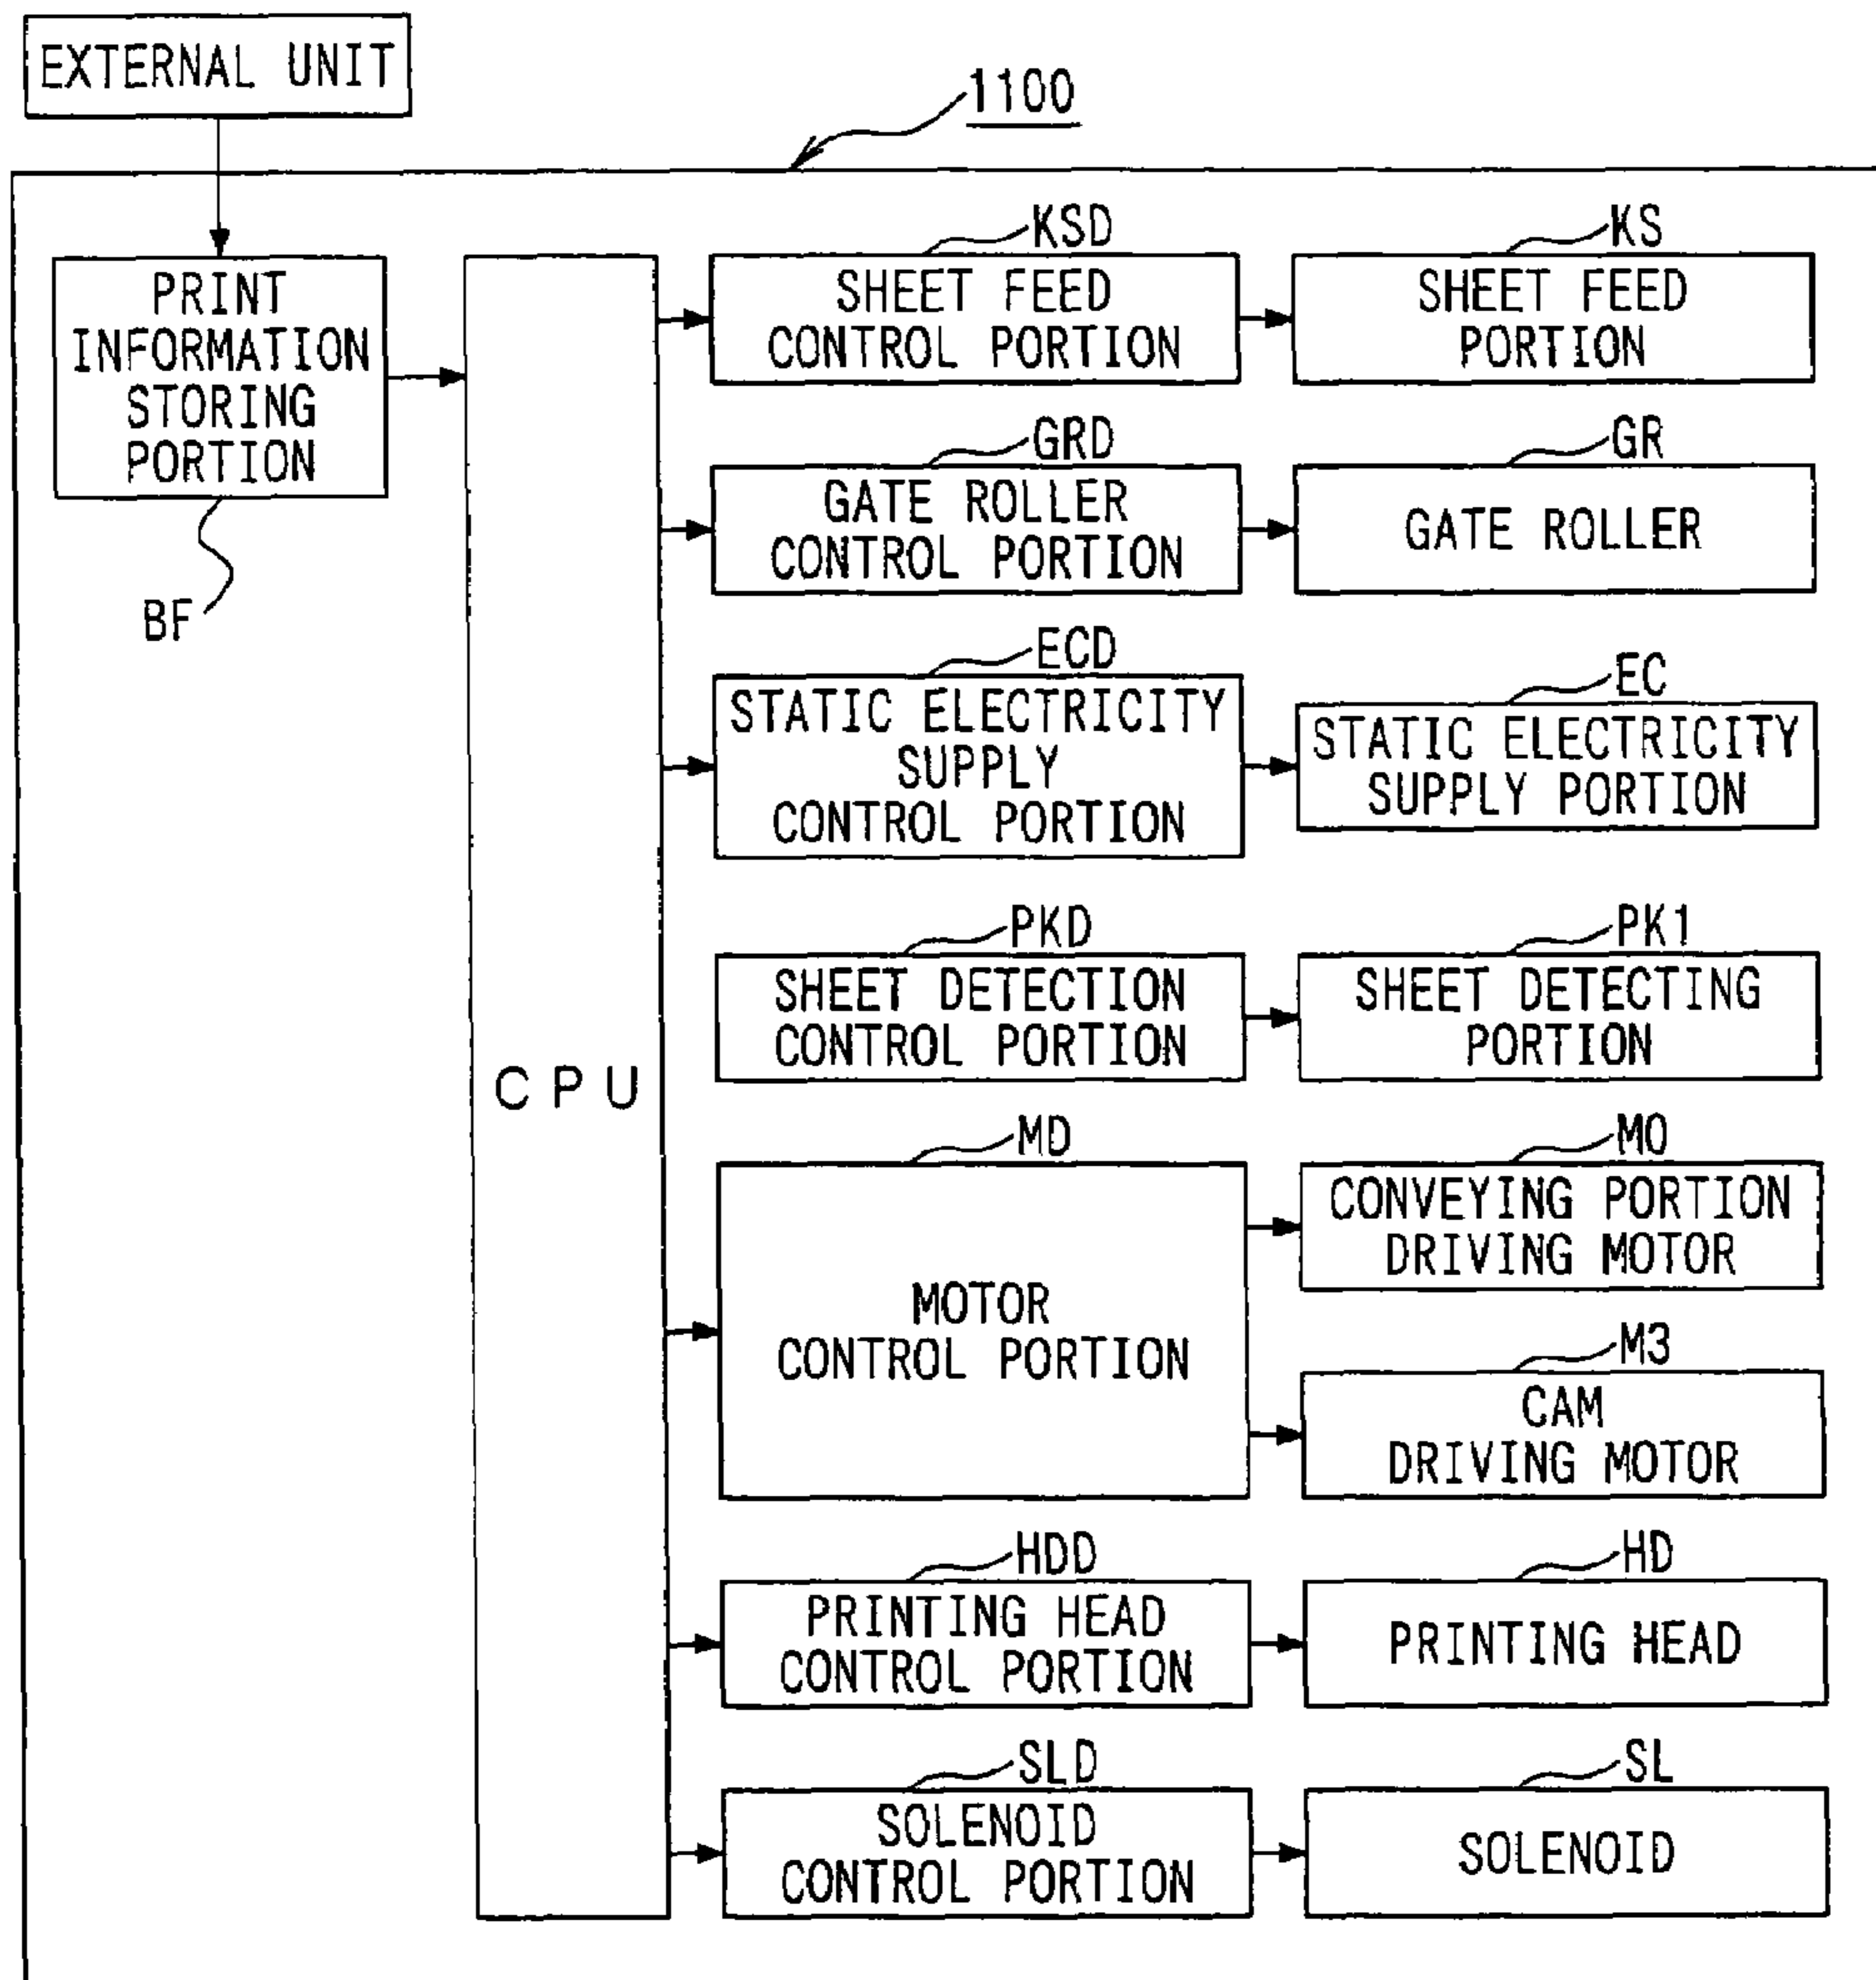 EXTERNAL UNIT
1100
PRINT
INFORMATION
STORING
PORTION
BF
CPU
KSD
SHEET FEED
CONTROL PORTION
KS
SHEET FEED
PORTION
GRD
GATE ROLLER
CONTROL PORTION
GR
GATE ROLLER
ECD
STATIC ELECTRICITY
SUPPLY
CONTROL PORTION
EC
STATIC ELECTRICITY
SUPPLY PORTION
PKD
SHEET DETECTION
CONTROL PORTION
PK1
SHEET DETECTING
PORTION
MD
MOTOR
CONTROL PORTION
M0
CONVEYING PORTION
DRIVING MOTOR
M3
CAM
DRIVING MOTOR
HDD
PRINTING HEAD
CONTROL PORTION
HD
PRINTING HEAD
SLD
SOLENOID
CONTROL PORTION
SL
SOLENOID